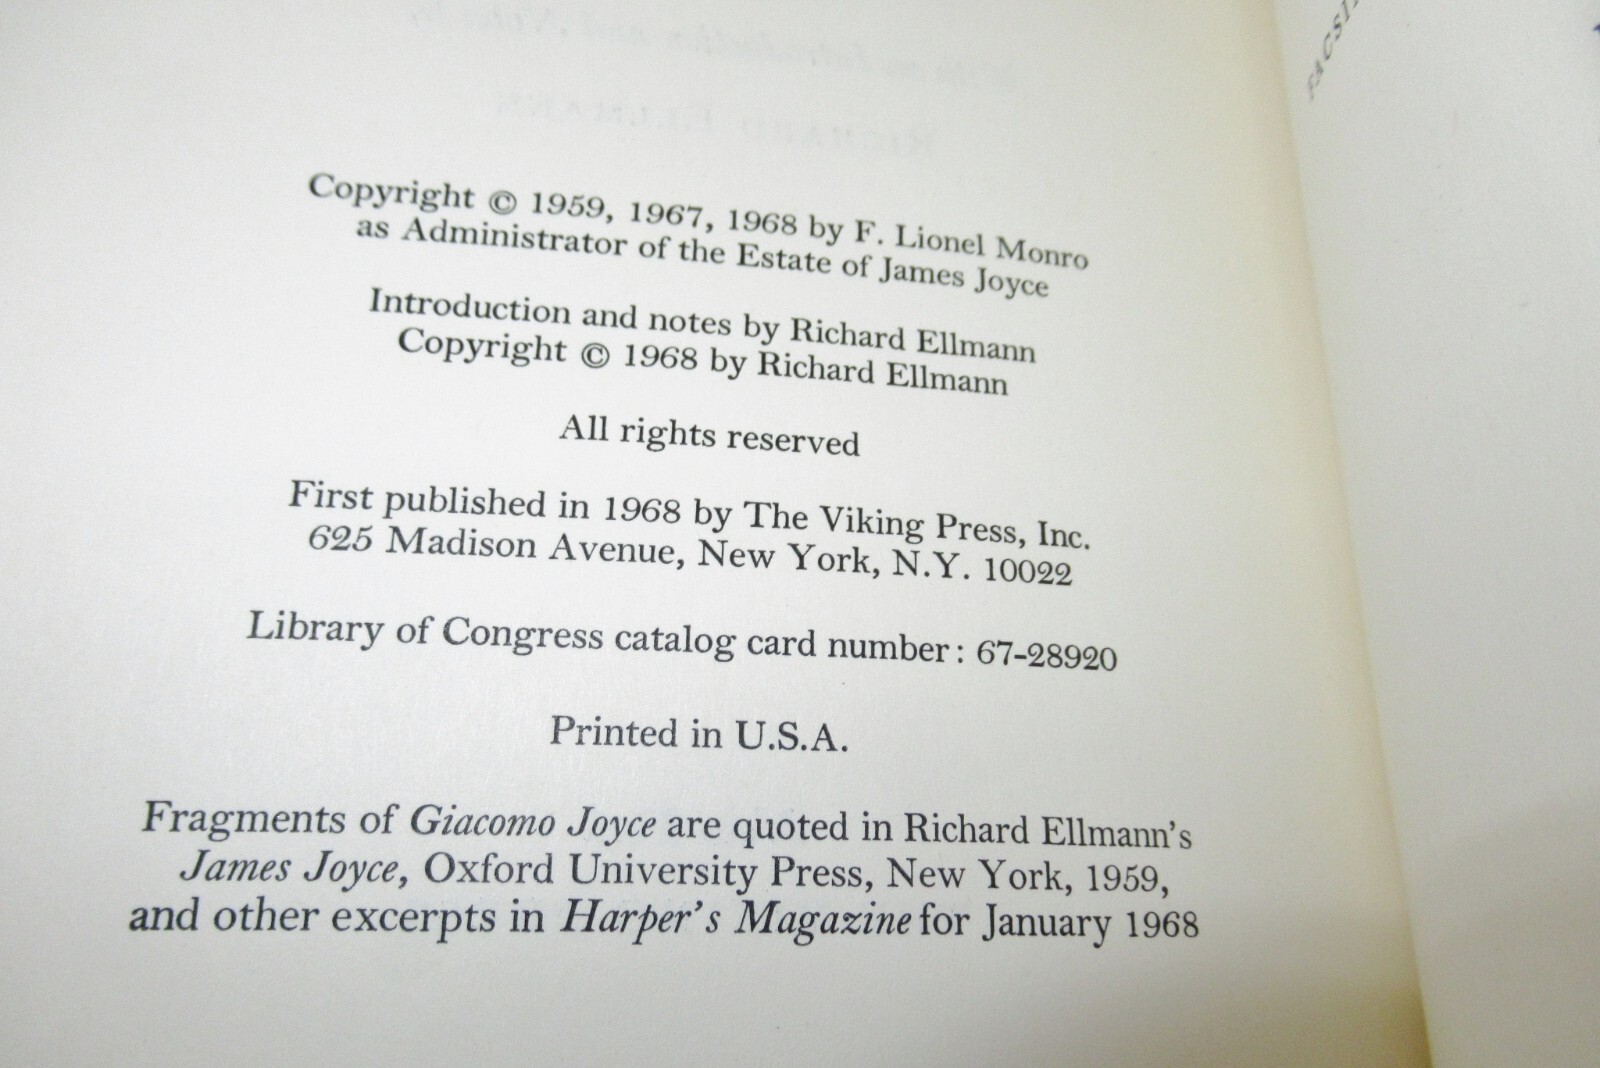 Copyright © 1959, 1967, 1968 by F. Lionel Monro
as Administrator of the Estate of James Joyce
Introduction and notes by Richard Ellmann
Copyright © 1968 by Richard Ellmann
All rights reserved
First published in 1968 by The Viking Press, Inc.
625 Madison Avenue, New York, N.Y. 10022
Library of Congress catalog card number: 67-28920
Printed in U.S.A.
Fragments of Giacomo Joyce are quoted in Richard Ellmann's
James Joyce, Oxford University Press, New York, 1959,
and other excerpts in Harper's Magazine for January 1968